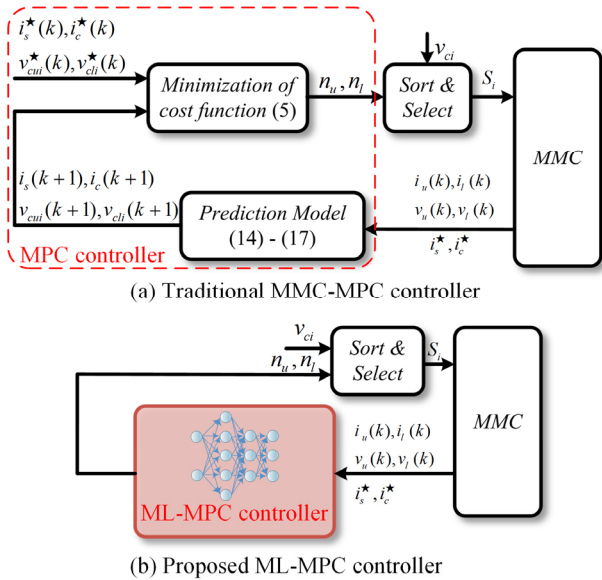 i_s^★(k), i_c^★(k)
v_cui^★(k), v_cli^★(k)
Minimization of
cost function (5)
n_u, n_l
v_ci
Sort &
Select
S_i
MMC
i_s(k+1), i_c(k+1)
v_cui(k+1), v_cli(k+1)
Prediction Model
(14) - (17)
i_u(k), i_l(k)
v_u(k), v_l(k)
i_s^★, i_c^★
MPC controller
(a) Traditional MMC-MPC controller
v_ci
n_u, n_l
Sort &
Select
S_i
MMC
i_u(k), i_l(k)
v_u(k), v_l(k)
i_s^★, i_c^★
ML-MPC controller
(b) Proposed ML-MPC controller